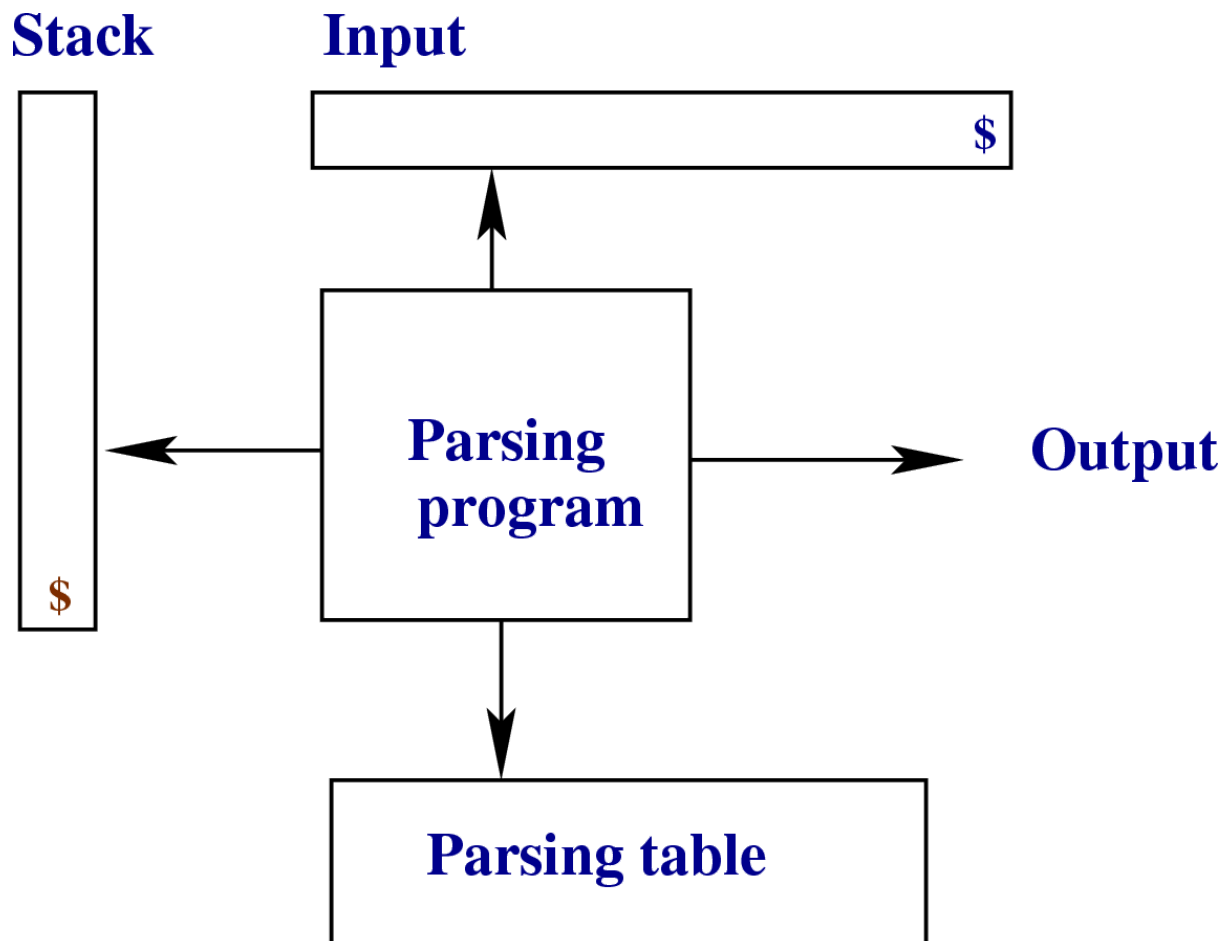 Stack
Input
$
Parsing
program
Output
$
Parsing table